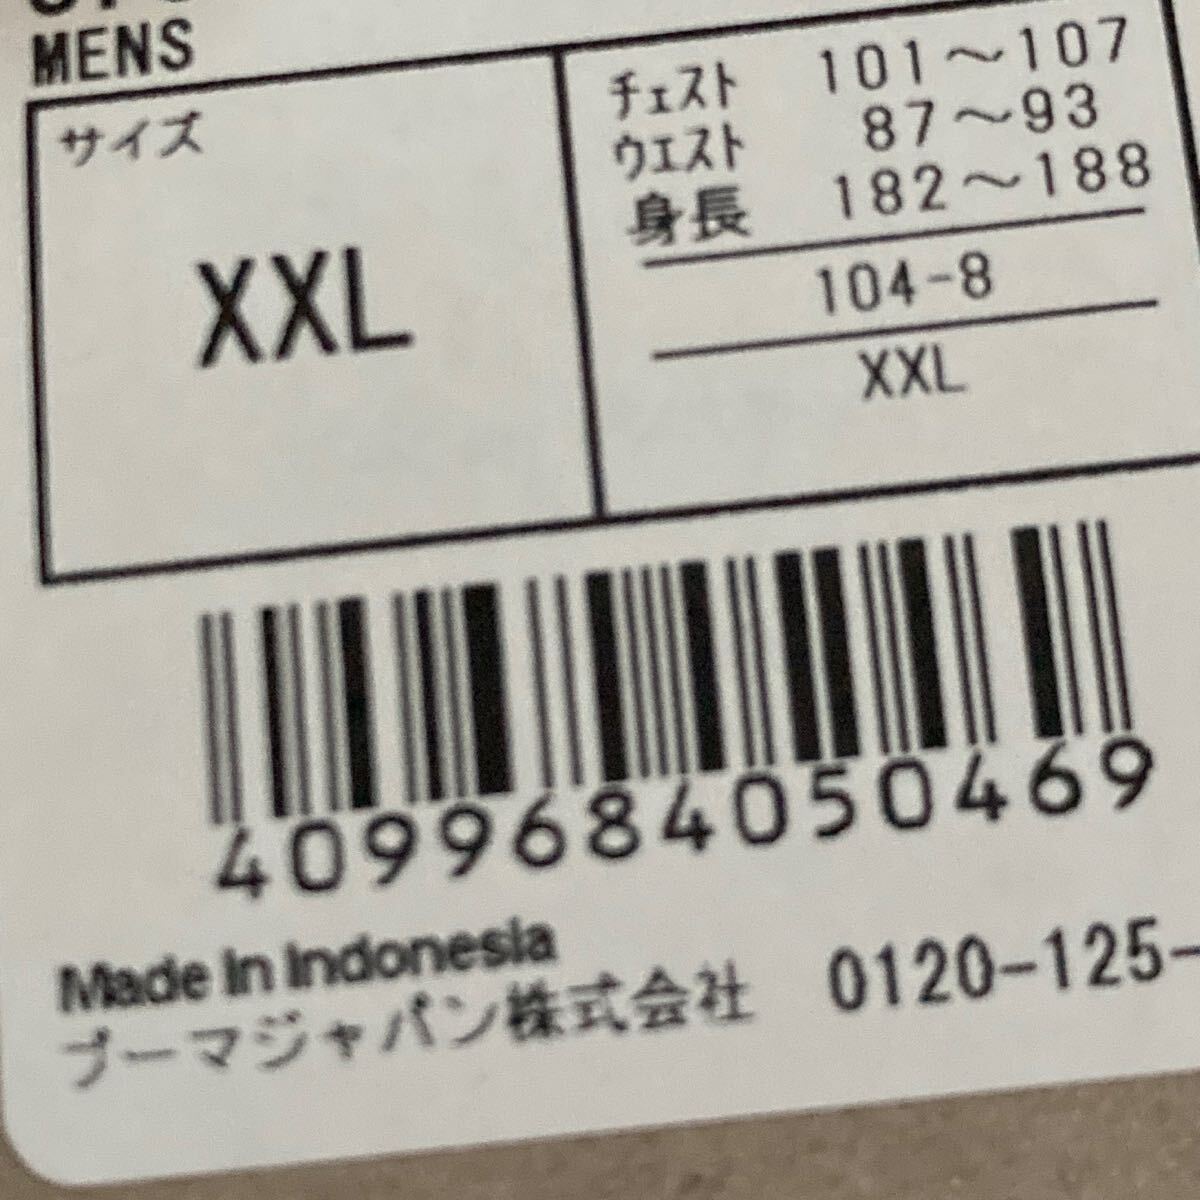 MENS
サイズ
XXL
チェスト 101～107
ウエスト 87～93
身長 182～188
104-8
XXL
4099684050469
Made in Indonesia
プーマジャパン株式会社 0120-125-